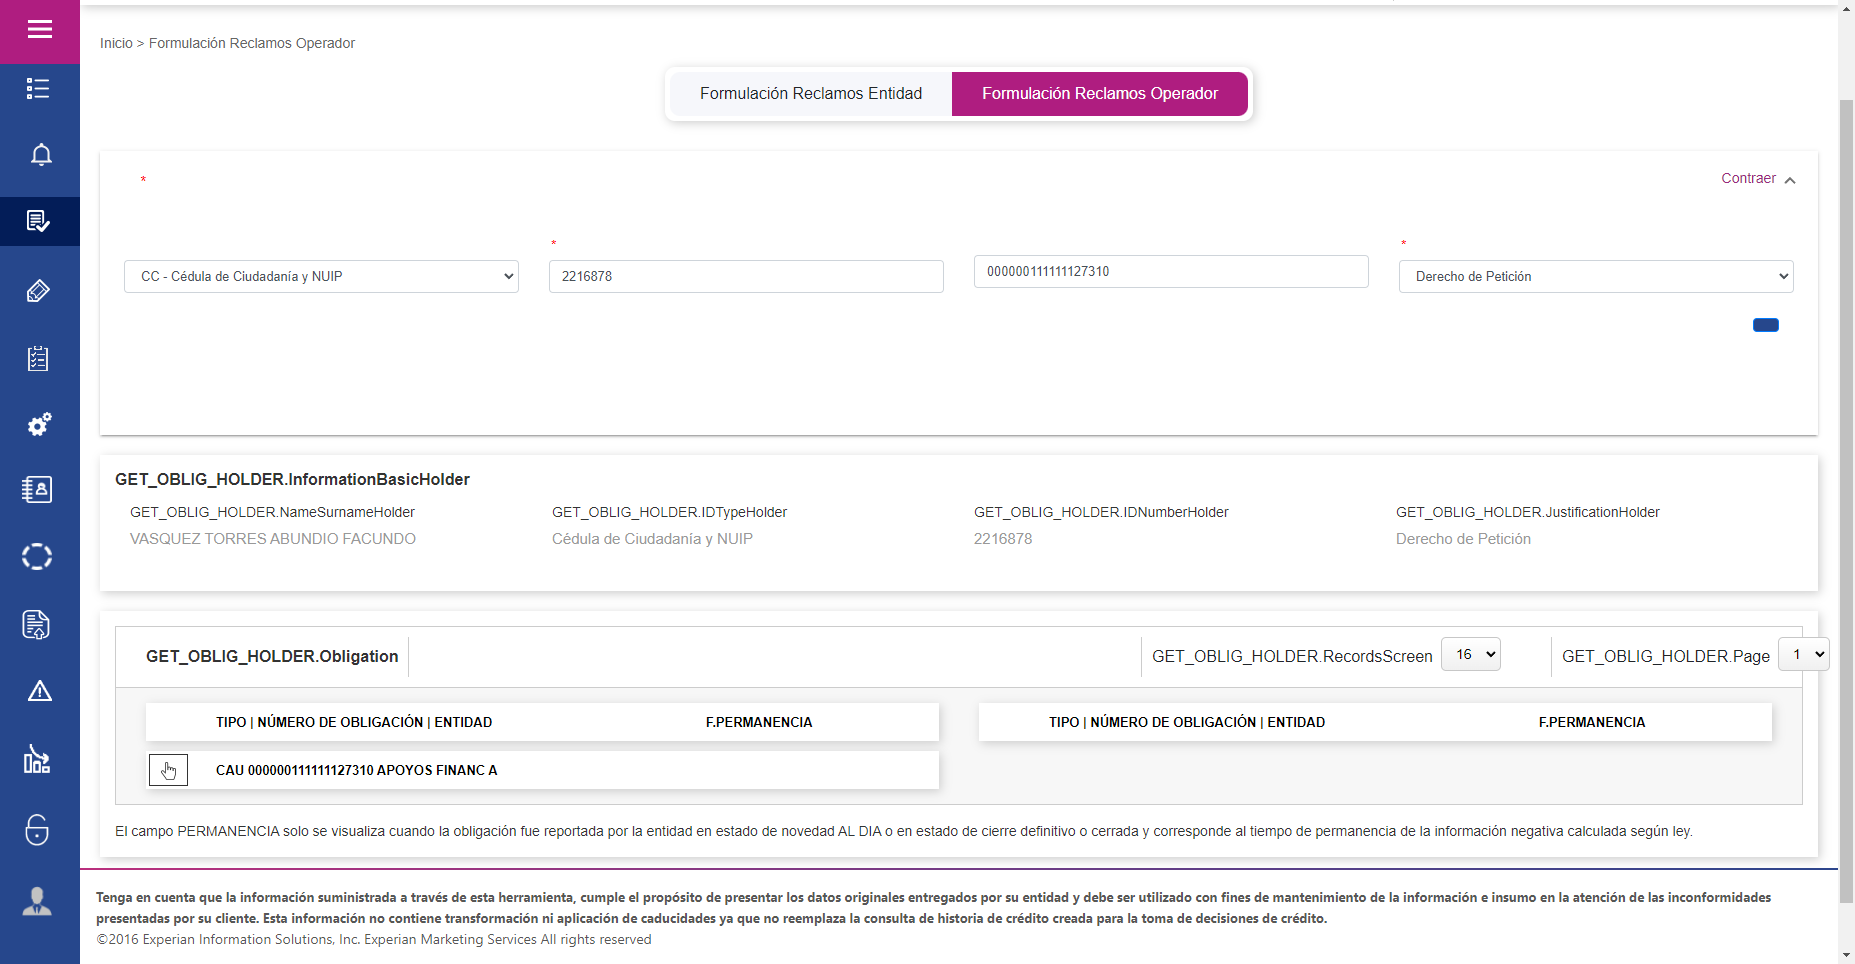 Inicio > Formulación Reclamos Operador
Formulación Reclamos Entidad
Formulación Reclamos Operador
*
Contraer
*
*
CC - Cédula de Ciudadanía y NUIP
2216878
000000111111127310
Derecho de Petición
GET_OBLIG_HOLDER.InformationBasicHolder
GET_OBLIG_HOLDER.NameSurnameHolder
GET_OBLIG_HOLDER.IDTypeHolder
GET_OBLIG_HOLDER.IDNumberHolder
GET_OBLIG_HOLDER.JustificationHolder
VASQUEZ TORRES ABUNDIO FACUNDO
Cédula de Ciudadanía y NUIP
2216878
Derecho de Petición
GET_OBLIG_HOLDER.Obligation
GET_OBLIG_HOLDER.RecordsScreen
16
GET_OBLIG_HOLDER.Page
1
TIPO | NÚMERO DE OBLIGACIÓN | ENTIDAD
F.PERMANENCIA
TIPO | NÚMERO DE OBLIGACIÓN | ENTIDAD
F.PERMANENCIA
CAU 000000111111127310 APOYOS FINANC A
El campo PERMANENCIA solo se visualiza cuando la obligación fue reportada por la entidad en estado de novedad AL DIA o en estado de cierre definitivo o cerrada y corresponde al tiempo de permanencia de la información negativa calculada según ley.
Tenga en cuenta que la información suministrada a través de esta herramienta, cumple el propósito de presentar los datos originales entregados por su entidad y debe ser utilizado con fines de mantenimiento de la información e insumo en la atención de las inconformidades
presentadas por su cliente. Esta información no contiene transformación ni aplicación de caducidades ya que no reemplaza la consulta de historia de crédito creada para la toma de decisiones de crédito.
©2016 Experian Information Solutions, Inc. Experian Marketing Services All rights reserved